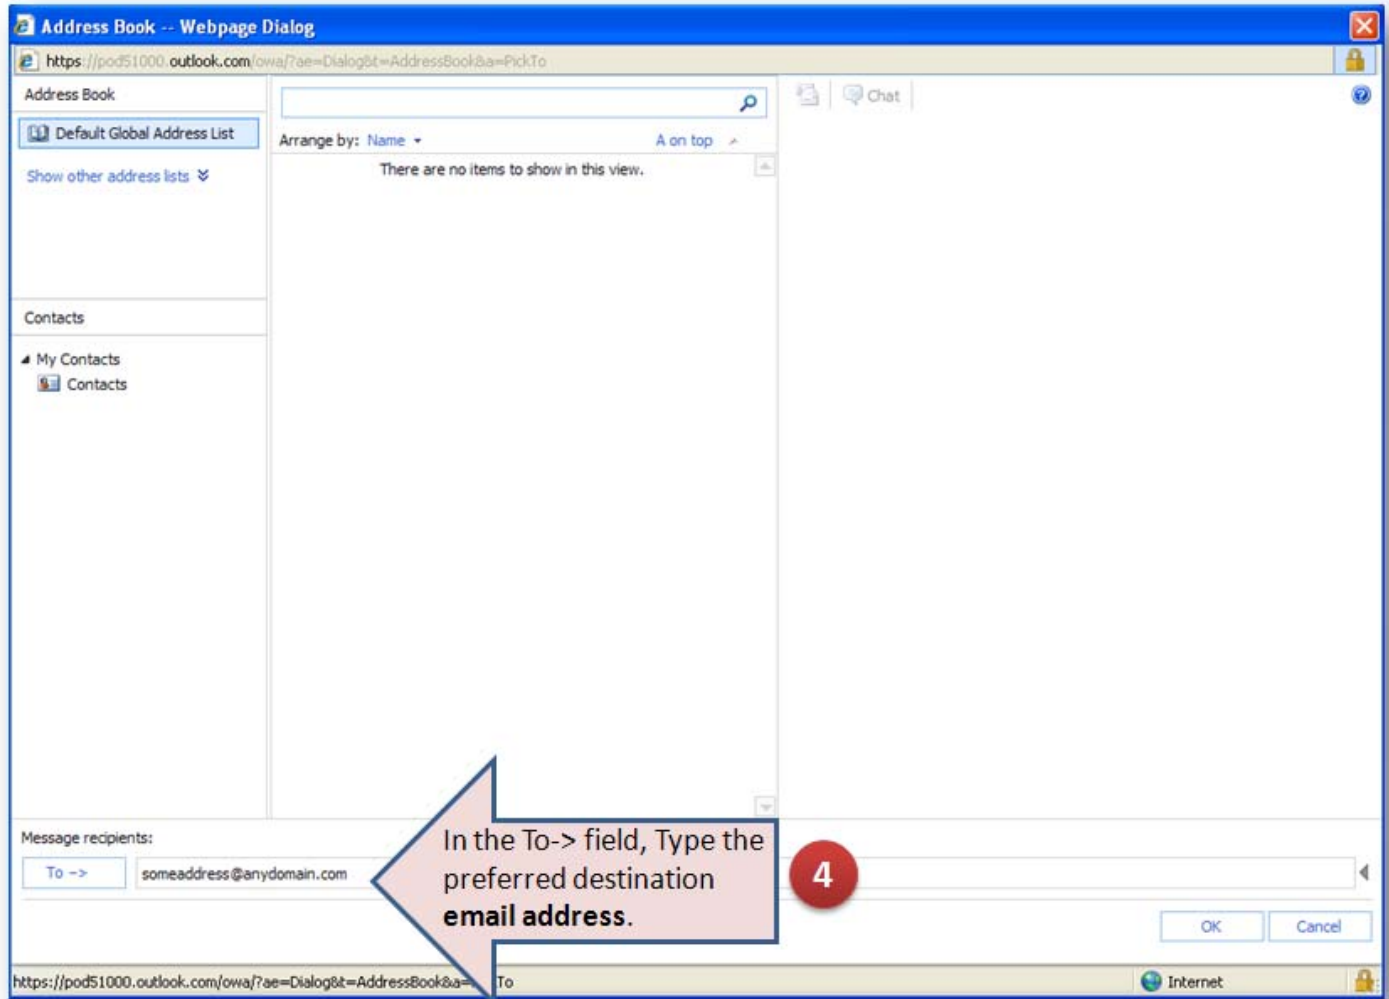 Address Book -- Webpage Dialog
https://pod51000.outlook.com/owa/?ae=Dialog&t=AddressBook&a=PickTo
Address Book
Default Global Address List
Show other address lists
Arrange by: Name
A on top
There are no items to show in this view.
Chat
Contacts
My Contacts
Contacts
Message recipients:
To ->
someaddress@anydomain.com
In the To-> field, Type the
preferred destination
email address.
4
OK
Cancel
https://pod51000.outlook.com/owa/?ae=Dialog&t=AddressBook&a= To
Internet